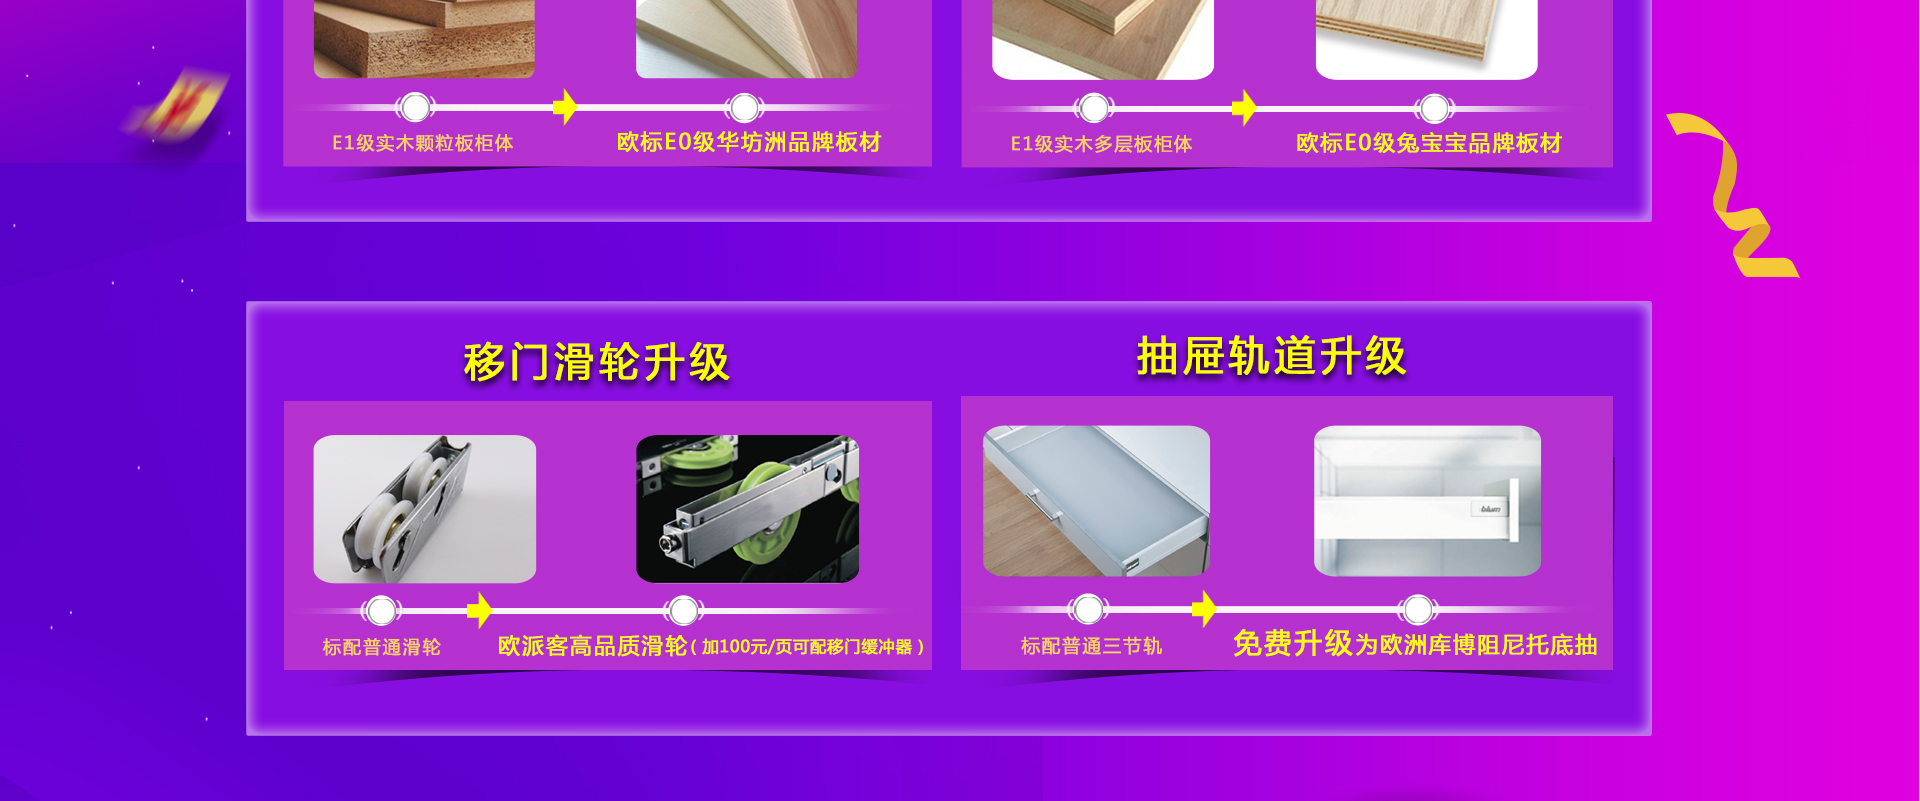 E1级实木颗粒板柜体
欧标E0级华坊洲品牌板材
E1级实木多层板柜体
欧标E0级兔宝宝品牌板材
移门滑轮升级
标配普通滑轮
欧派客高品质滑轮(加100元/页可配移门缓冲器)
抽屉轨道升级
blum
标配普通三节轨
免费升级为欧洲库博阻尼托底抽